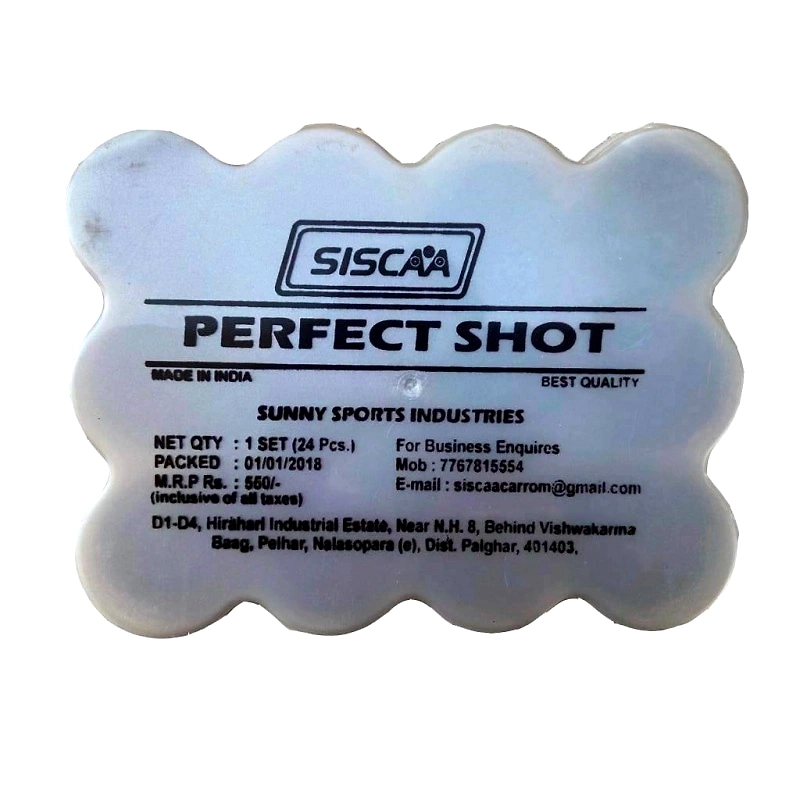 SISCAA
PERFECT SHOT
MADE IN INDIA
BEST QUALITY
SUNNY SPORTS INDUSTRIES
NET QTY : 1 SET (24 Pcs.)
PACKED : 01/01/2018
M.R.P Rs. : 550/-
(inclusive of all taxes)
For Business Enquires
Mob : 7767815554
E-mail : siscaacarrom@gmail.com
D1-D4, Hirahari Industrial Estate, Near N.H. 8, Behind Vishwakarma
Baag, Pelhar, Nalasopara (e), Dist. Palghar, 401403.